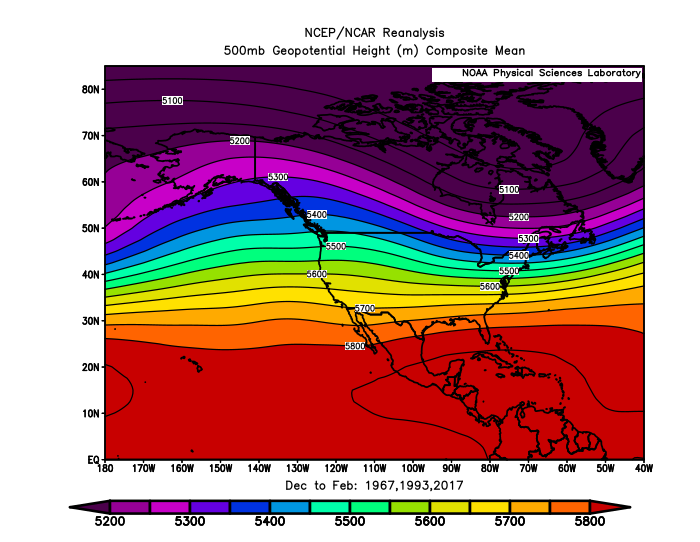 NCEP/NCAR Reanalysis
500mb Geopotential Height (m) Composite Mean
NOAA Physical Sciences Laboratory
80N
5100
70N
5200
60N
5300
5100
5400
5200
50N
5300
5500
5400
40N
5600
5500
5600
30N
5700
5800
20N
10N
EQ
180 170W 160W 150W 140W 130W 120W 110W 100W 90W 80W 70W 60W 50W 40W
Dec to Feb: 1967,1993,2017
5200 5300 5400 5500 5600 5700 5800